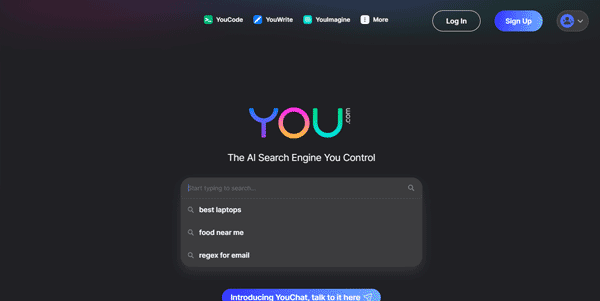 YouCode YouWrite YouImagine More Log In Sign Up
YOU.com
The AI Search Engine You Control
Start typing to search...
best laptops
food near me
regex for email
Introducing YouChat, talk to it here